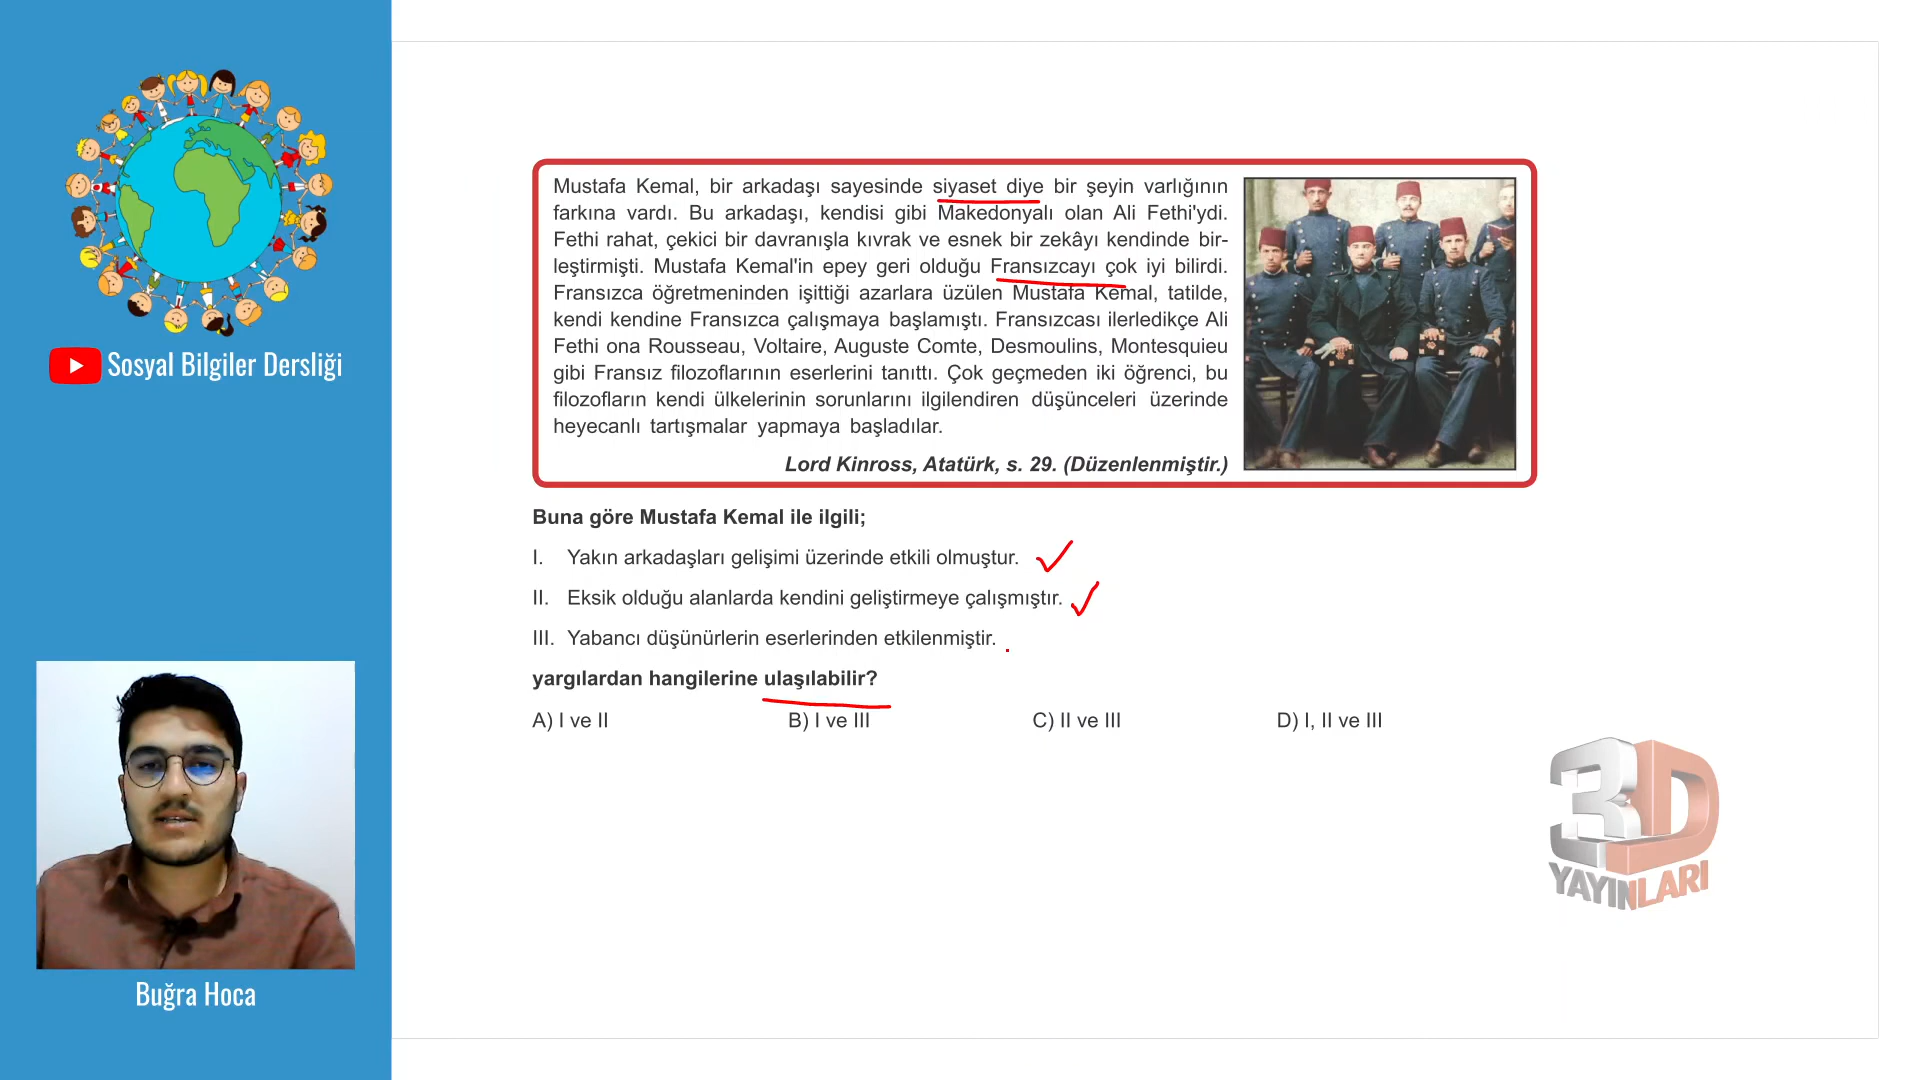 Sosyal Bilgiler Dersliği
Buğra Hoca
Mustafa Kemal, bir arkadaşı sayesinde siyaset diye bir şeyin varlığının
farkına vardı. Bu arkadaşı, kendisi gibi Makedonyalı olan Ali Fethi'ydi.
Fethi rahat, çekici bir davranışla kıvrak ve esnek bir zekâyı kendinde bir-
leştirmişti. Mustafa Kemal'in epey geri olduğu Fransızcayı çok iyi bilirdi.
Fransızca öğretmeninden işittiği azarlara üzülen Mustafa Kemal, tatilde,
kendi kendine Fransızca çalışmaya başlamıştı. Fransızcası ilerledikçe Ali
Fethi ona Rousseau, Voltaire, Auguste Comte, Desmoulins, Montesquieu
gibi Fransız filozoflarının eserlerini tanıttı. Çok geçmeden iki öğrenci, bu
filozofların kendi ülkelerinin sorunlarını ilgilendiren düşünceleri üzerinde
heyecanlı tartışmalar yapmaya başladılar.
Lord Kinross, Atatürk, s. 29. (Düzenlenmiştir.)
Buna göre Mustafa Kemal ile ilgili;
I. Yakın arkadaşları gelişimi üzerinde etkili olmuştur.
II. Eksik olduğu alanlarda kendini geliştirmeye çalışmıştır.
III. Yabancı düşünürlerin eserlerinden etkilenmiştir.
yargılardan hangilerine ulaşılabilir?
A) I ve II B) I ve III C) II ve III D) I, II ve III
3D
YAYINLARI